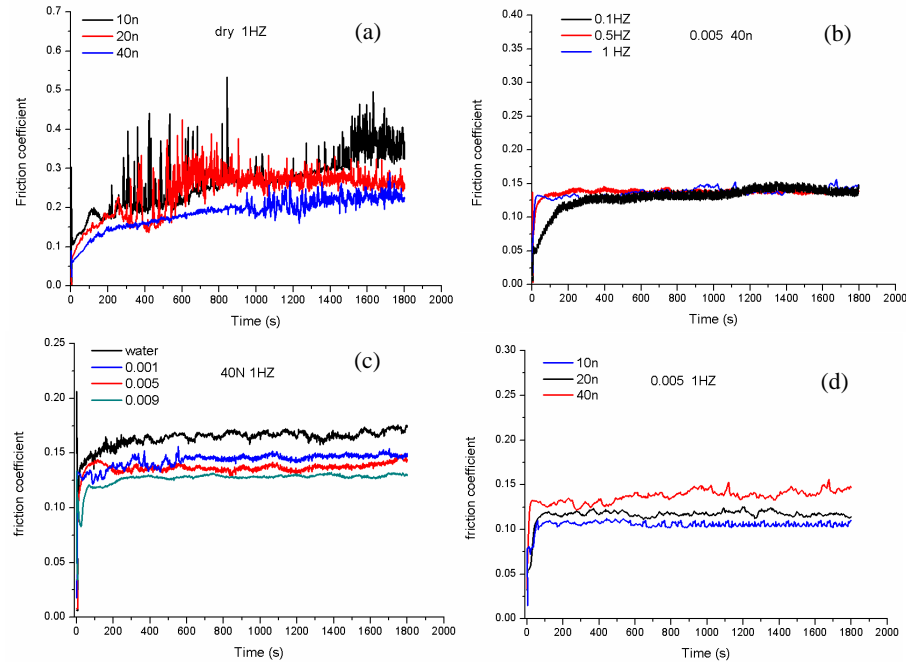 dry 1HZ
(a)
10n
20n
40n
Friction coefficient
0.7
0.6
0.5
0.4
0.3
0.2
0.1
0.0
0 200 400 600 800 1000 1200 1400 1600 1800 2000
Time (s)
0.005 40n
(b)
0.1HZ
0.5HZ
1 HZ
Friction coefficient
0.40
0.35
0.30
0.25
0.20
0.15
0.10
0.05
0.00
0 200 400 600 800 1000 1200 1400 1600 1800 2000
Time (s)
40N 1HZ
(c)
water
0.001
0.005
0.009
friction coefficient
0.25
0.20
0.15
0.10
0.05
0.00
0 200 400 600 800 1000 1200 1400 1600 1800 2000
Time (s)
0.005 1HZ
(d)
10n
20n
40n
friction coefficient
0.30
0.25
0.20
0.15
0.10
0.05
0.00
0 200 400 600 800 1000 1200 1400 1600 1800 2000
Time (s)